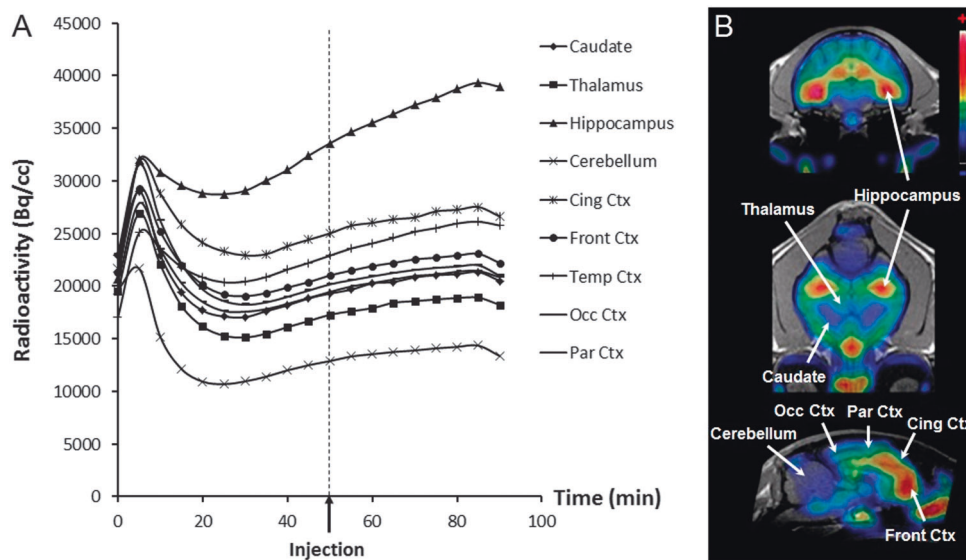 A
Radioactivity (Bq/cc)
45000
40000
35000
30000
25000
20000
15000
10000
5000
0
0
20
40
60
80
100
Time (min)
Injection
Caudate
Thalamus
Hippocampus
Cerebellum
Cing Ctx
Front Ctx
Temp Ctx
Occ Ctx
Par Ctx
B
+
Hippocampus
Thalamus
Caudate
Occ Ctx
Par Ctx
Cing Ctx
Cerebellum
Front Ctx